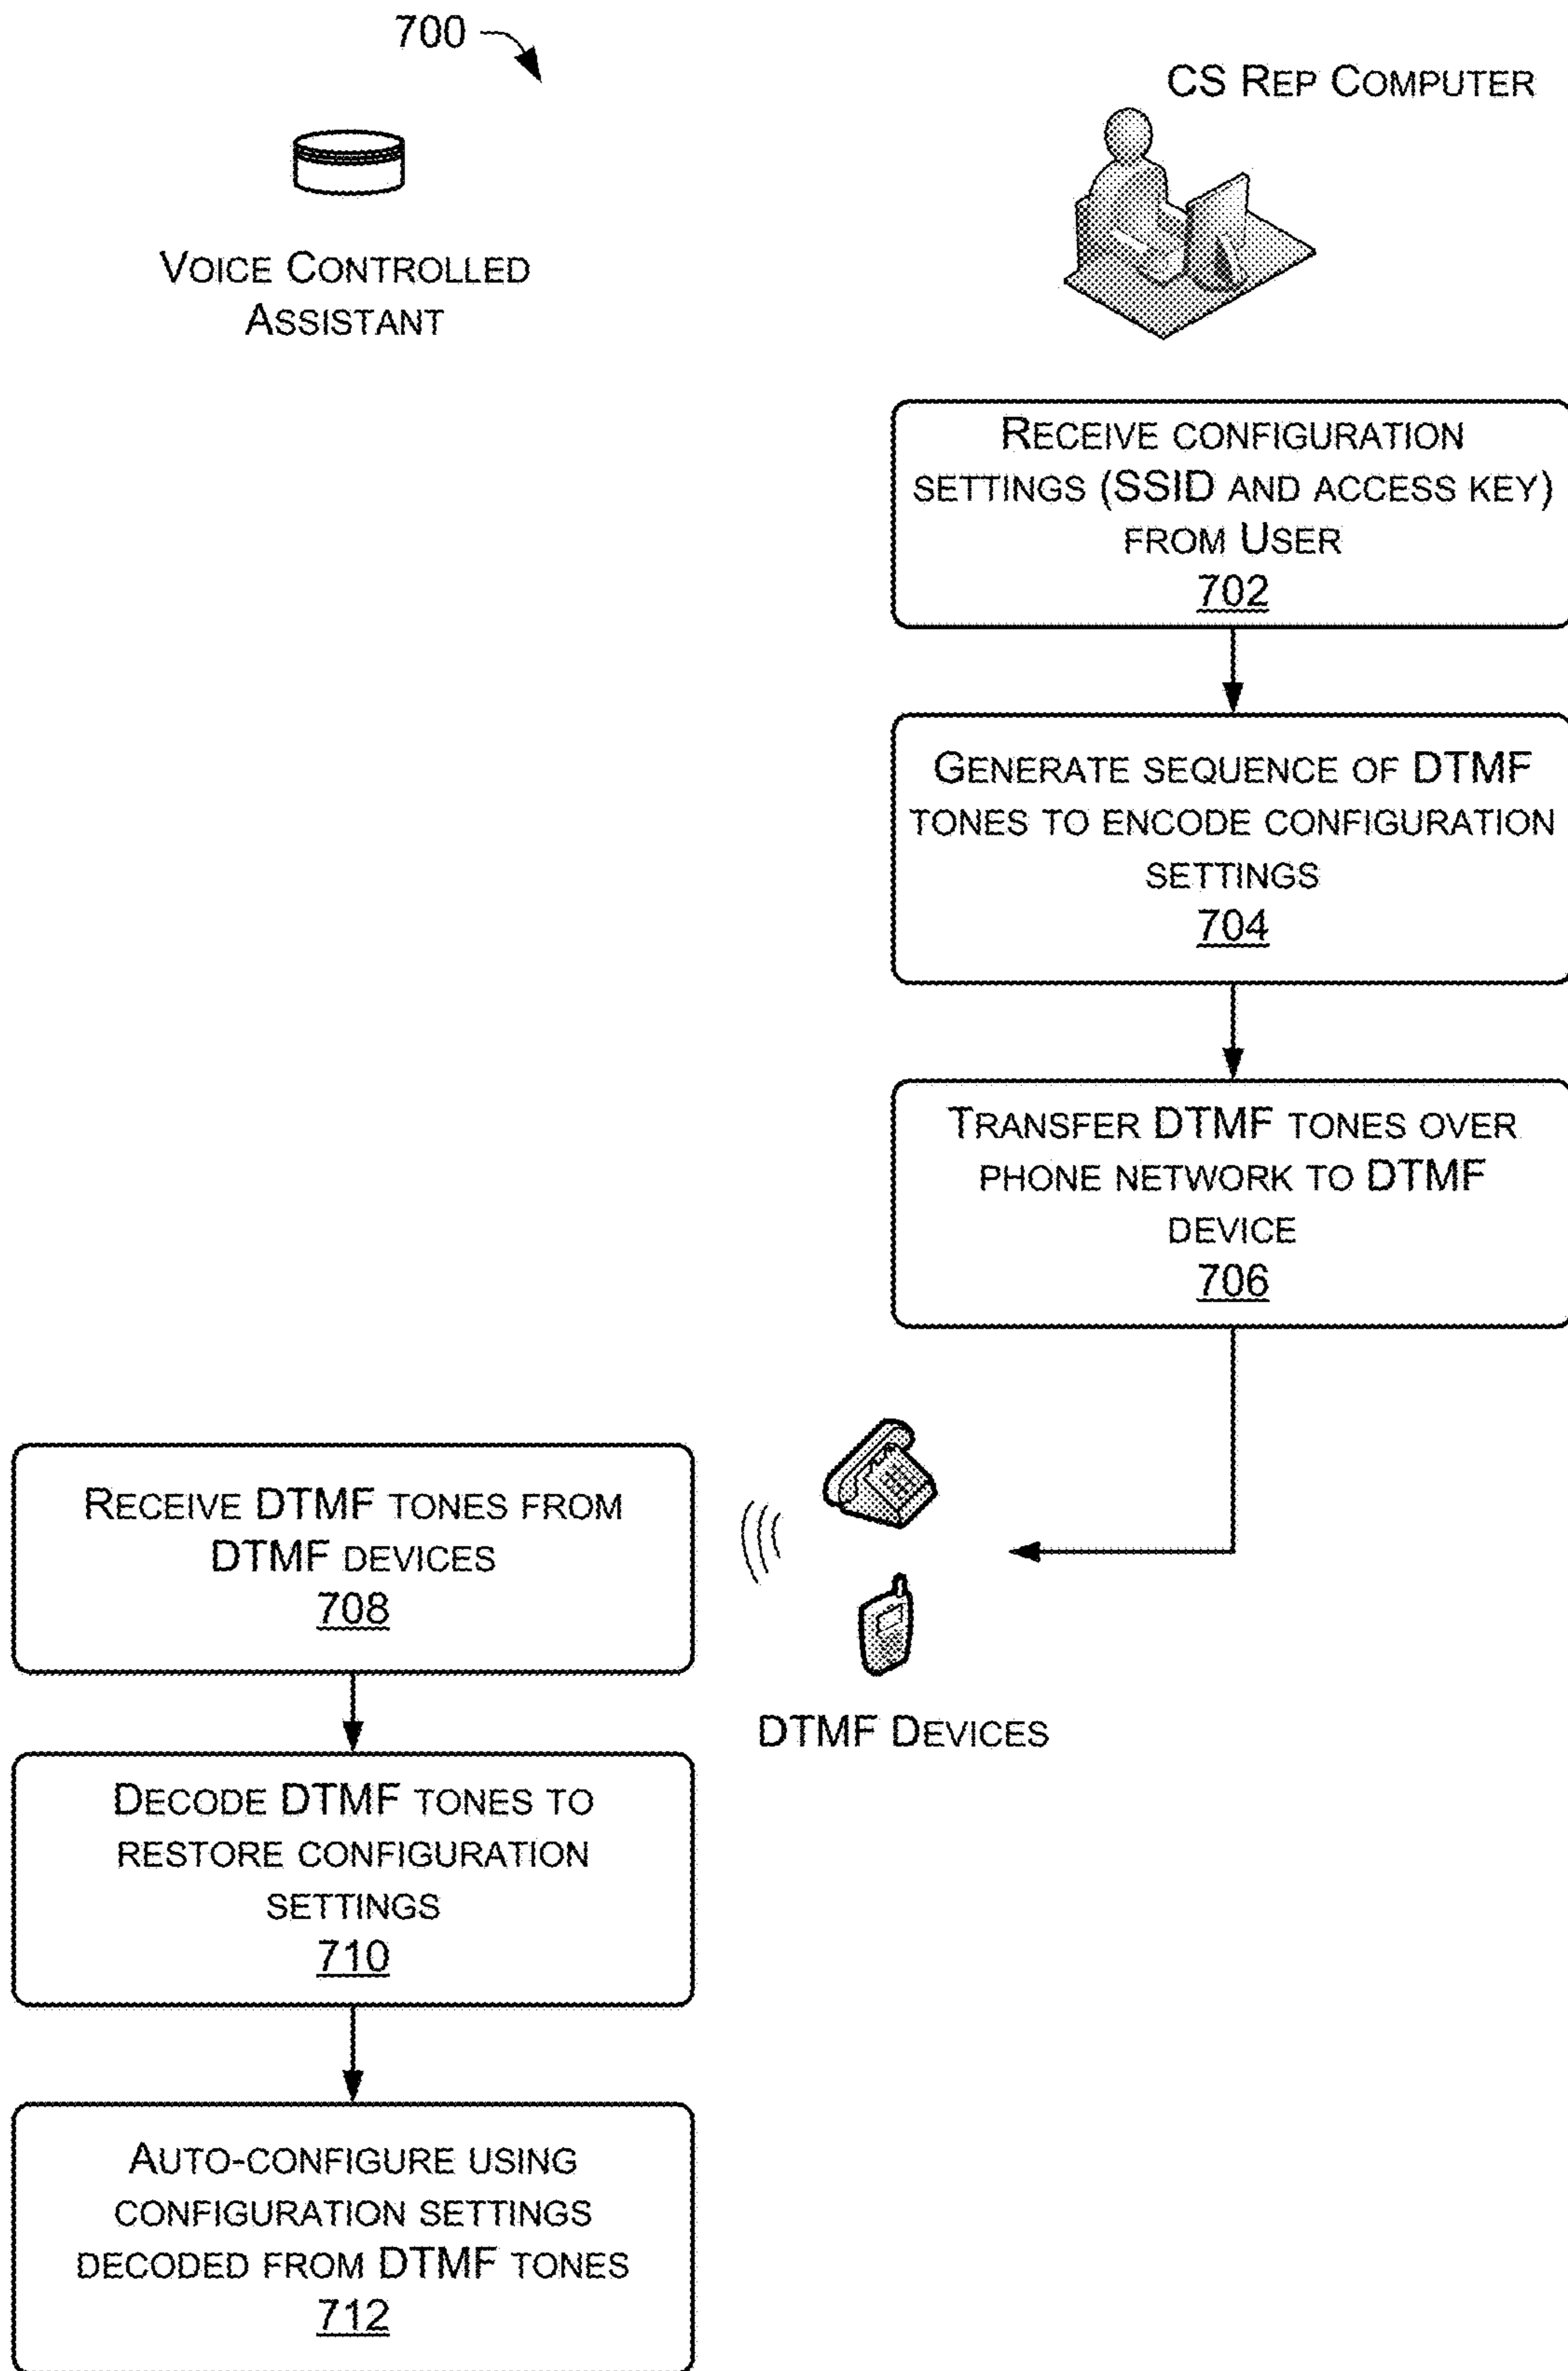 700
CS REP COMPUTER
VOICE CONTROLLED
ASSISTANT
RECEIVE CONFIGURATION
SETTINGS (SSID AND ACCESS KEY)
FROM USER
702
GENERATE SEQUENCE OF DTMF
TONES TO ENCODE CONFIGURATION
SETTINGS
704
TRANSFER DTMF TONES OVER
PHONE NETWORK TO DTMF
DEVICE
706
RECEIVE DTMF TONES FROM
DTMF DEVICES
708
DTMF DEVICES
DECODE DTMF TONES TO
RESTORE CONFIGURATION
SETTINGS
710
AUTO-CONFIGURE USING
CONFIGURATION SETTINGS
DECODED FROM DTMF TONES
712